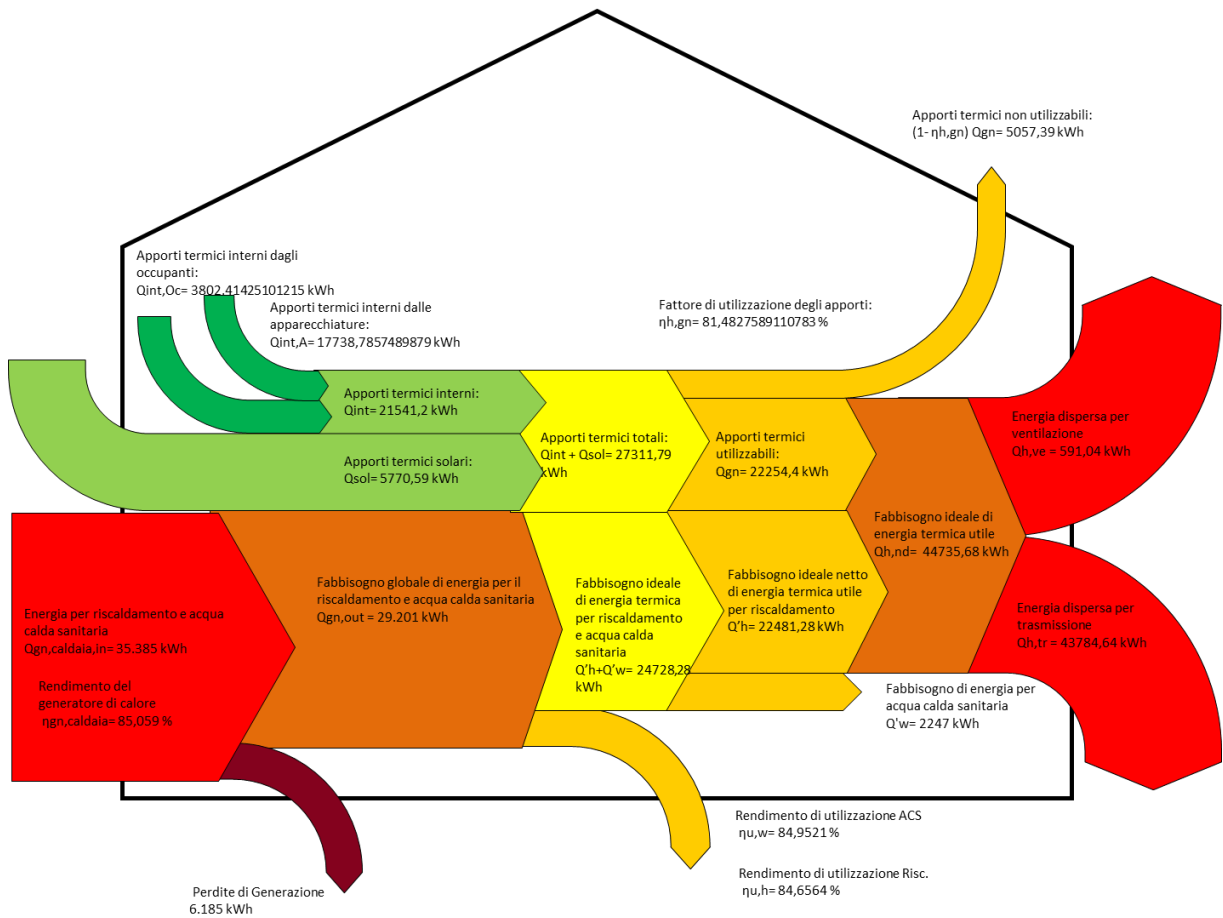 Apporti termici non utilizzabili:
(1- ηh,gn) Qgn= 5057,39 kWh
Apporti termici interni dagli
occupanti:
Qint,Oc= 3802,41425101215 kWh
Apporti termici interni dalle
apparecchiature:
Qint,A= 17738,7857489879 kWh
Fattore di utilizzazione degli apporti:
ηh,gn= 81,4827589110783 %
Apporti termici interni:
Qint= 21541,2 kWh
Apporti termici solari:
Qsol= 5770,59 kWh
Apporti termici totali:
Qint + Qsol= 27311,79
kWh
Apporti termici
utilizzabili:
Qgn= 22254,4 kWh
Energia dispersa per
ventilazione
Qh,ve = 591,04 kWh
Fabbisogno ideale di
energia termica utile
Qh,nd= 44735,68 kWh
Energia per riscaldamento e acqua
calda sanitaria
Qgn,caldaia,in= 35.385 kWh
Rendimento del
generatore di calore
ηgn,caldaia= 85,059 %
Fabbisogno globale di energia per il
riscaldamento e acqua calda sanitaria
Qgn,out = 29.201 kWh
Fabbisogno ideale
di energia termica
per riscaldamento
e acqua calda
sanitaria
Q'h+Q'w= 24728,28
kWh
Fabbisogno ideale netto
di energia termica utile
per riscaldamento
Q'h= 22481,28 kWh
Energia dispersa per
trasmissione
Qh,tr = 43784,64 kWh
Fabbisogno di energia per
acqua calda sanitaria
Q'w= 2247 kWh
Rendimento di utilizzazione ACS
ηu,w= 84,9521 %
Rendimento di utilizzazione Risc.
ηu,h= 84,6564 %
Perdite di Generazione
6.185 kWh